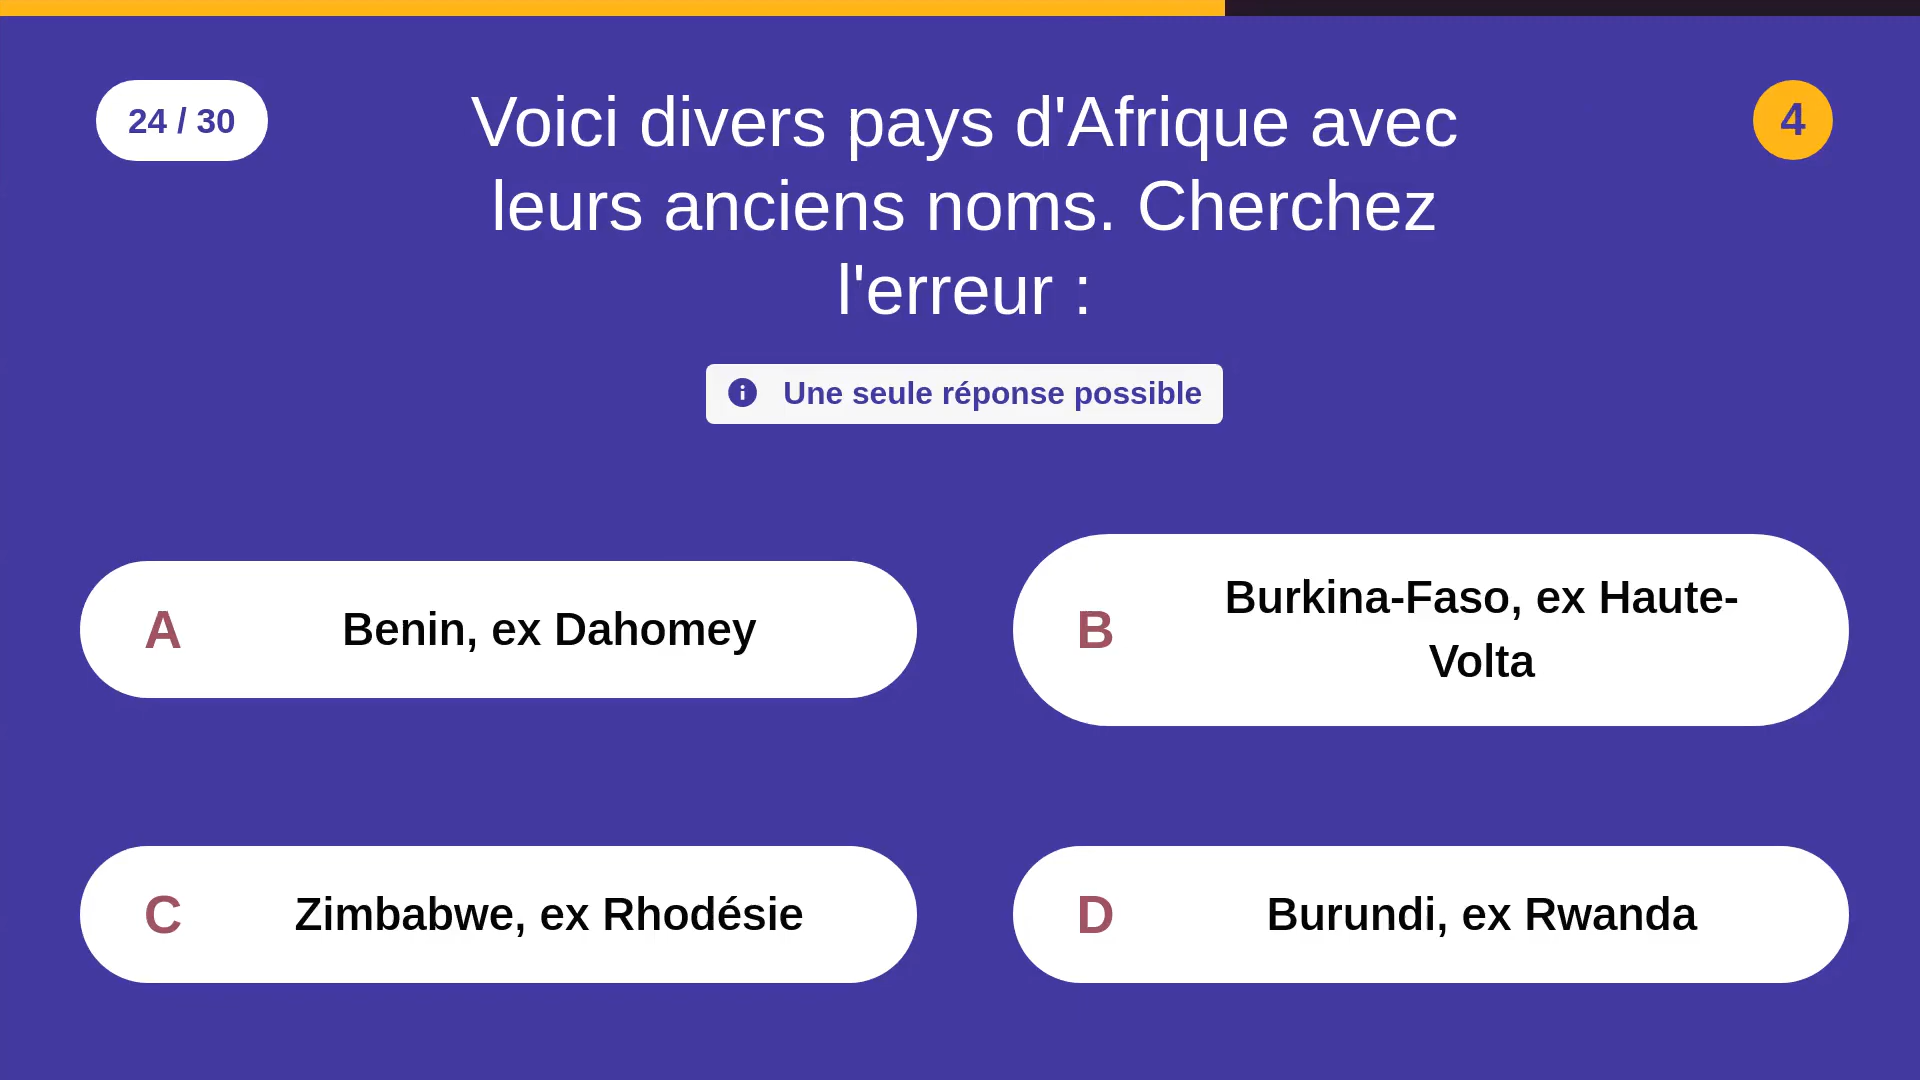 24 / 30
Voici divers pays d'Afrique avec
leurs anciens noms. Cherchez
l'erreur :
4
Une seule réponse possible
A
Benin, ex Dahomey
B
Burkina-Faso, ex Haute-
Volta
C
Zimbabwe, ex Rhodésie
D
Burundi, ex Rwanda